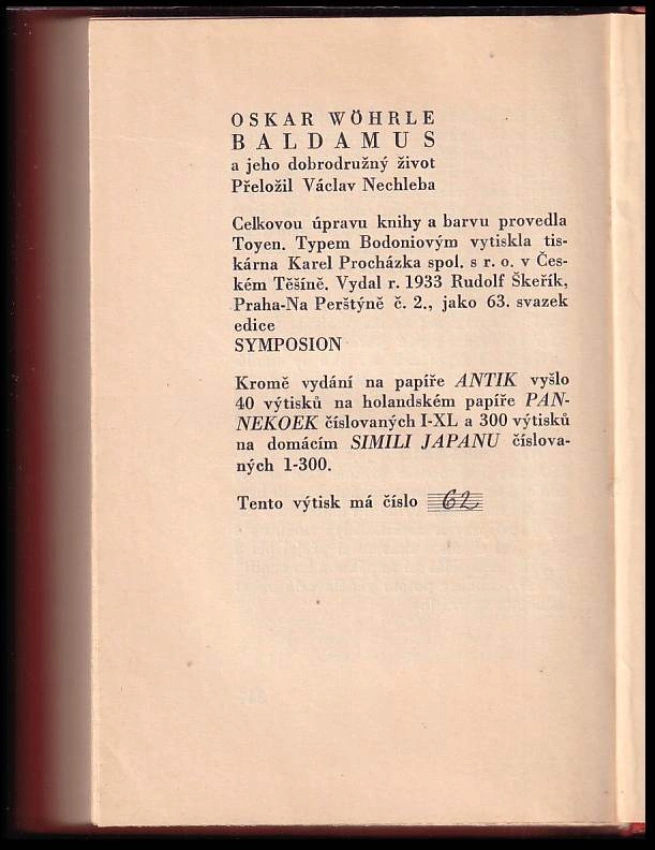 OSKAR WÖHRLE
BALDAMUS
a jeho dobrodružný život
Přeložil Václav Nechleba
Celkovou úpravu knihy a barvu provedla
Toyen. Typem Bodoniovým vytiskla tis-
kárna Karel Procházka spol. s r. o. v Čes-
kém Těšíně. Vydal r. 1933 Rudolf Škeřík,
Praha-Na Perštýně č. 2., jako 63. svazek
edice
SYMPOSION
Kromě vydání na papíře ANTIK vyšlo
40 výtisků na holandském papíře PAN-
NEKOEK číslovaných I-XL a 300 výtisků
na domácím SIMILI JAPANU číslova-
ných 1-300.
Tento výtisk má číslo 62